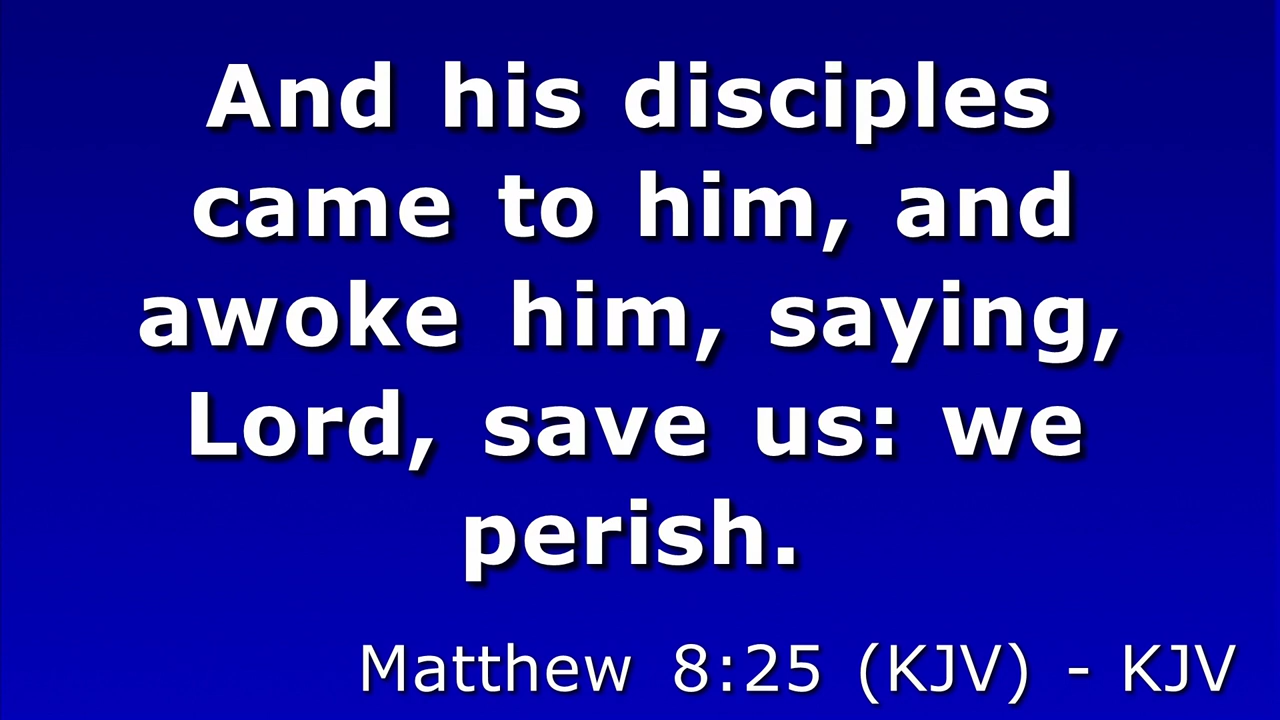 And his disciples
came to him, and
awoke him, saying,
Lord, save us: we
perish.
Matthew 8:25 (KJV) - KJV